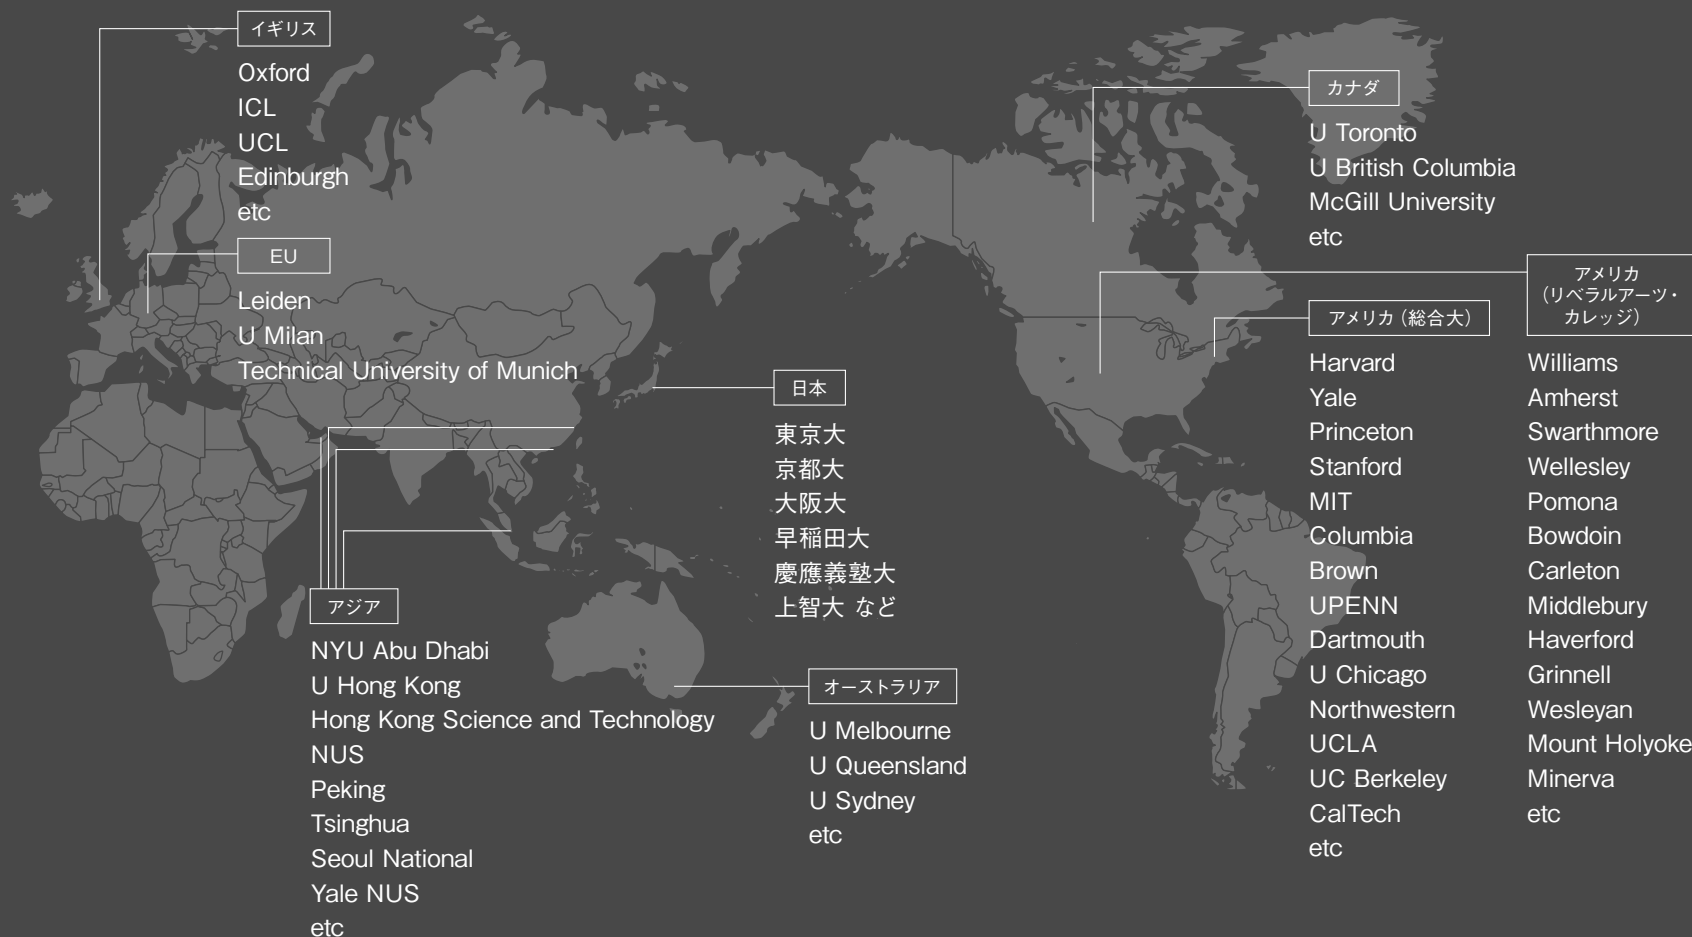 イギリス
Oxford
ICL
UCL
Edinburgh
etc
EU
Leiden
U Milan
Technical University of Munich
アジア
NYU Abu Dhabi
U Hong Kong
Hong Kong Science and Technology
NUS
Peking
Tsinghua
Seoul National
Yale NUS
etc
日本
東京大
京都大
大阪大
早稲田大
慶應義塾大
上智大 など
オーストラリア
U Melbourne
U Queensland
U Sydney
etc
カナダ
U Toronto
U British Columbia
McGill University
etc
アメリカ（総合大）
Harvard
Yale
Princeton
Stanford
MIT
Columbia
Brown
UPENN
Dartmouth
U Chicago
Northwestern
UCLA
UC Berkeley
CalTech
etc
アメリカ
（リベラルアーツ・
カレッジ）
Williams
Amherst
Swarthmore
Wellesley
Pomona
Bowdoin
Carleton
Middlebury
Haverford
Grinnell
Wesleyan
Mount Holyoke
Minerva
etc